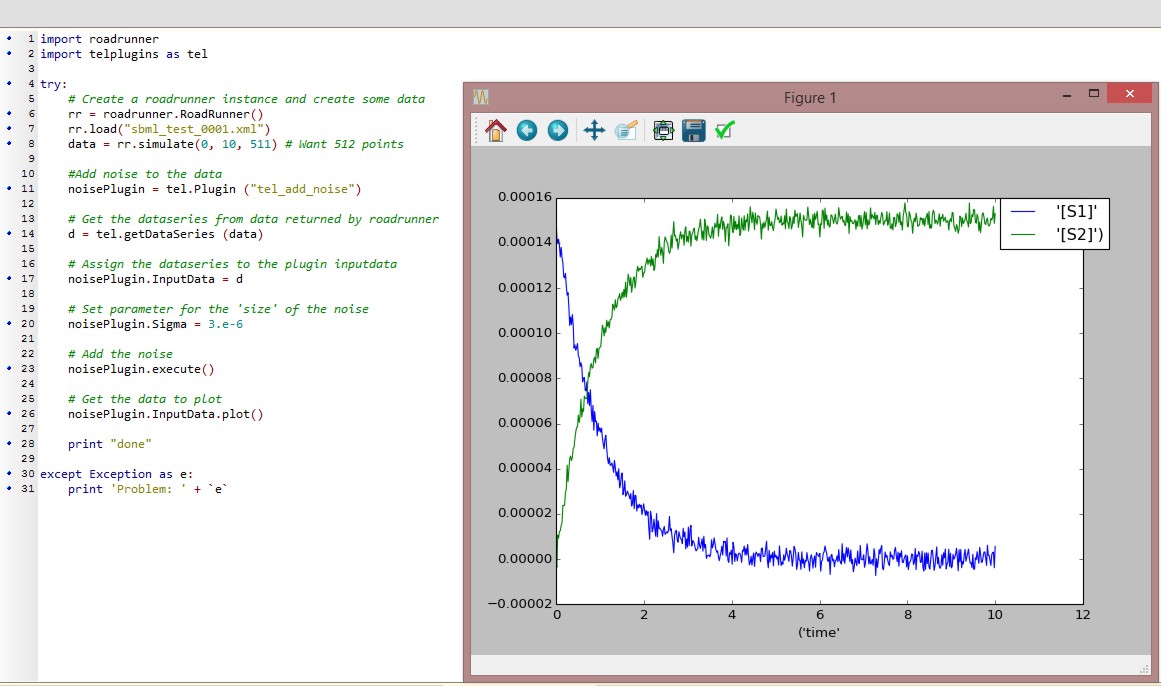 1 import roadrunner
2 import telplugins as tel
3
4 try:
5     # Create a roadrunner instance and create some data
6     rr = roadrunner.RoadRunner()
7     rr.load("sbml_test_0001.xml")
8     data = rr.simulate(0, 10, 511) # Want 512 points
9
10     #Add noise to the data
11     noisePlugin = tel.Plugin ("tel_add_noise")
12
13     # Get the dataseries from data returned by roadrunner
14     d = tel.getDataSeries (data)
15
16     # Assign the dataseries to the plugin inputdata
17     noisePlugin.InputData = d
18
19     # Set parameter for the 'size' of the noise
20     noisePlugin.Sigma = 3.e-6
21
22     # Add the noise
23     noisePlugin.execute()
24
25     # Get the data to plot
26     noisePlugin.InputData.plot()
27
28     print "done"
29
30 except Exception as e:
31     print 'Problem: ' + `e`
Figure 1
0.00016
0.00014
0.00012
0.00010
0.00008
0.00006
0.00004
0.00002
0.00000
−0.00002
'[S1]'
'[S2]')
0 2 4 6 8 10 12
('time'